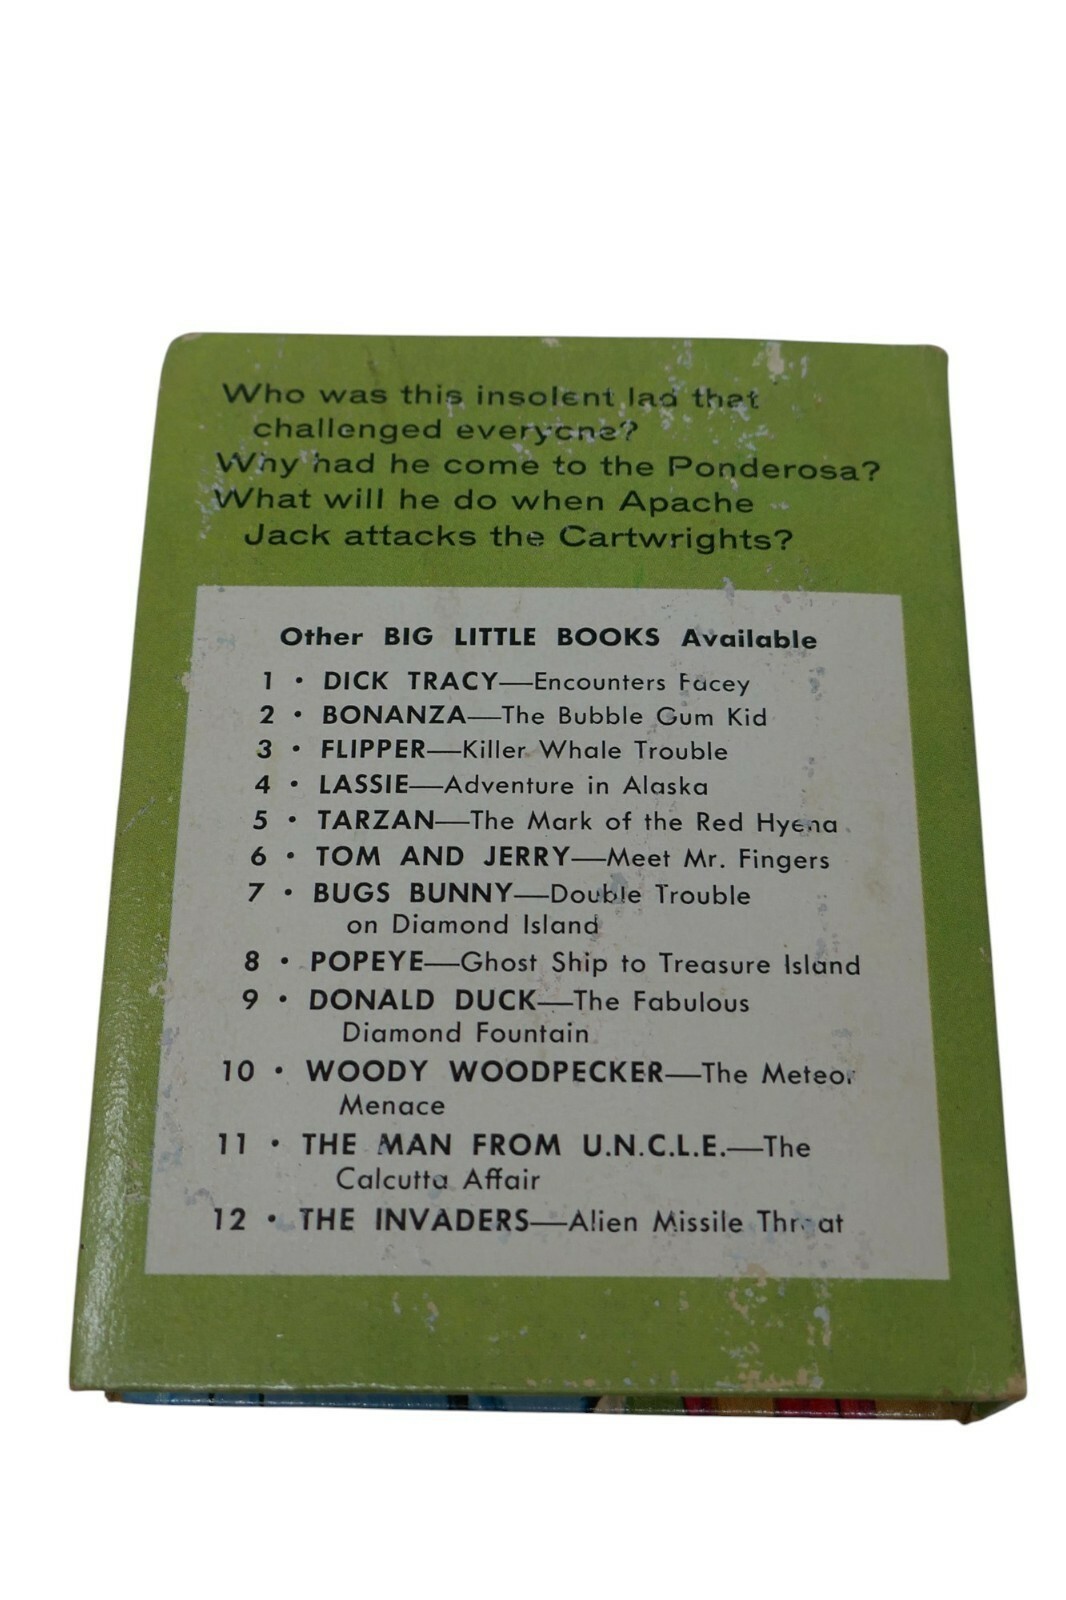 Who was this insolent lad that
challenged everyone?
Why had he come to the Ponderosa?
What will he do when Apache
Jack attacks the Cartwrights?
Other BIG LITTLE BOOKS Available
1 • DICK TRACY—Encounters Facey
2 • BONANZA—The Bubble Gum Kid
3 • FLIPPER—Killer Whale Trouble
4 • LASSIE—Adventure in Alaska
5 • TARZAN—The Mark of the Red Hyena
6 • TOM AND JERRY—Meet Mr. Fingers
7 • BUGS BUNNY—Double Trouble
on Diamond Island
8 • POPEYE—Ghost Ship to Treasure Island
9 • DONALD DUCK—The Fabulous
Diamond Fountain
10 • WOODY WOODPECKER—The Meteor
Menace
11 • THE MAN FROM U.N.C.L.E.—The
Calcutta Affair
12 • THE INVADERS—Alien Missile Threat